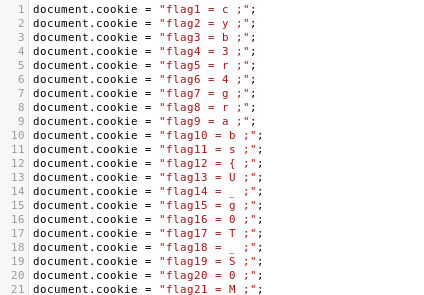 1 document.cookie = "flag1 = c ;";
2 document.cookie = "flag2 = y ;";
3 document.cookie = "flag3 = b ;";
4 document.cookie = "flag4 = 3 ;";
5 document.cookie = "flag5 = r ;";
6 document.cookie = "flag6 = 4 ;";
7 document.cookie = "flag7 = g ;";
8 document.cookie = "flag8 = r ;";
9 document.cookie = "flag9 = a ;";
10 document.cookie = "flag10 = b ;";
11 document.cookie = "flag11 = s ;";
12 document.cookie = "flag12 = { ;";
13 document.cookie = "flag13 = U ;";
14 document.cookie = "flag14 = _ ;";
15 document.cookie = "flag15 = g ;";
16 document.cookie = "flag16 = 0 ;";
17 document.cookie = "flag17 = T ;";
18 document.cookie = "flag18 = _ ;";
19 document.cookie = "flag19 = S ;";
20 document.cookie = "flag20 = 0 ;";
21 document.cookie = "flag21 = M ;";